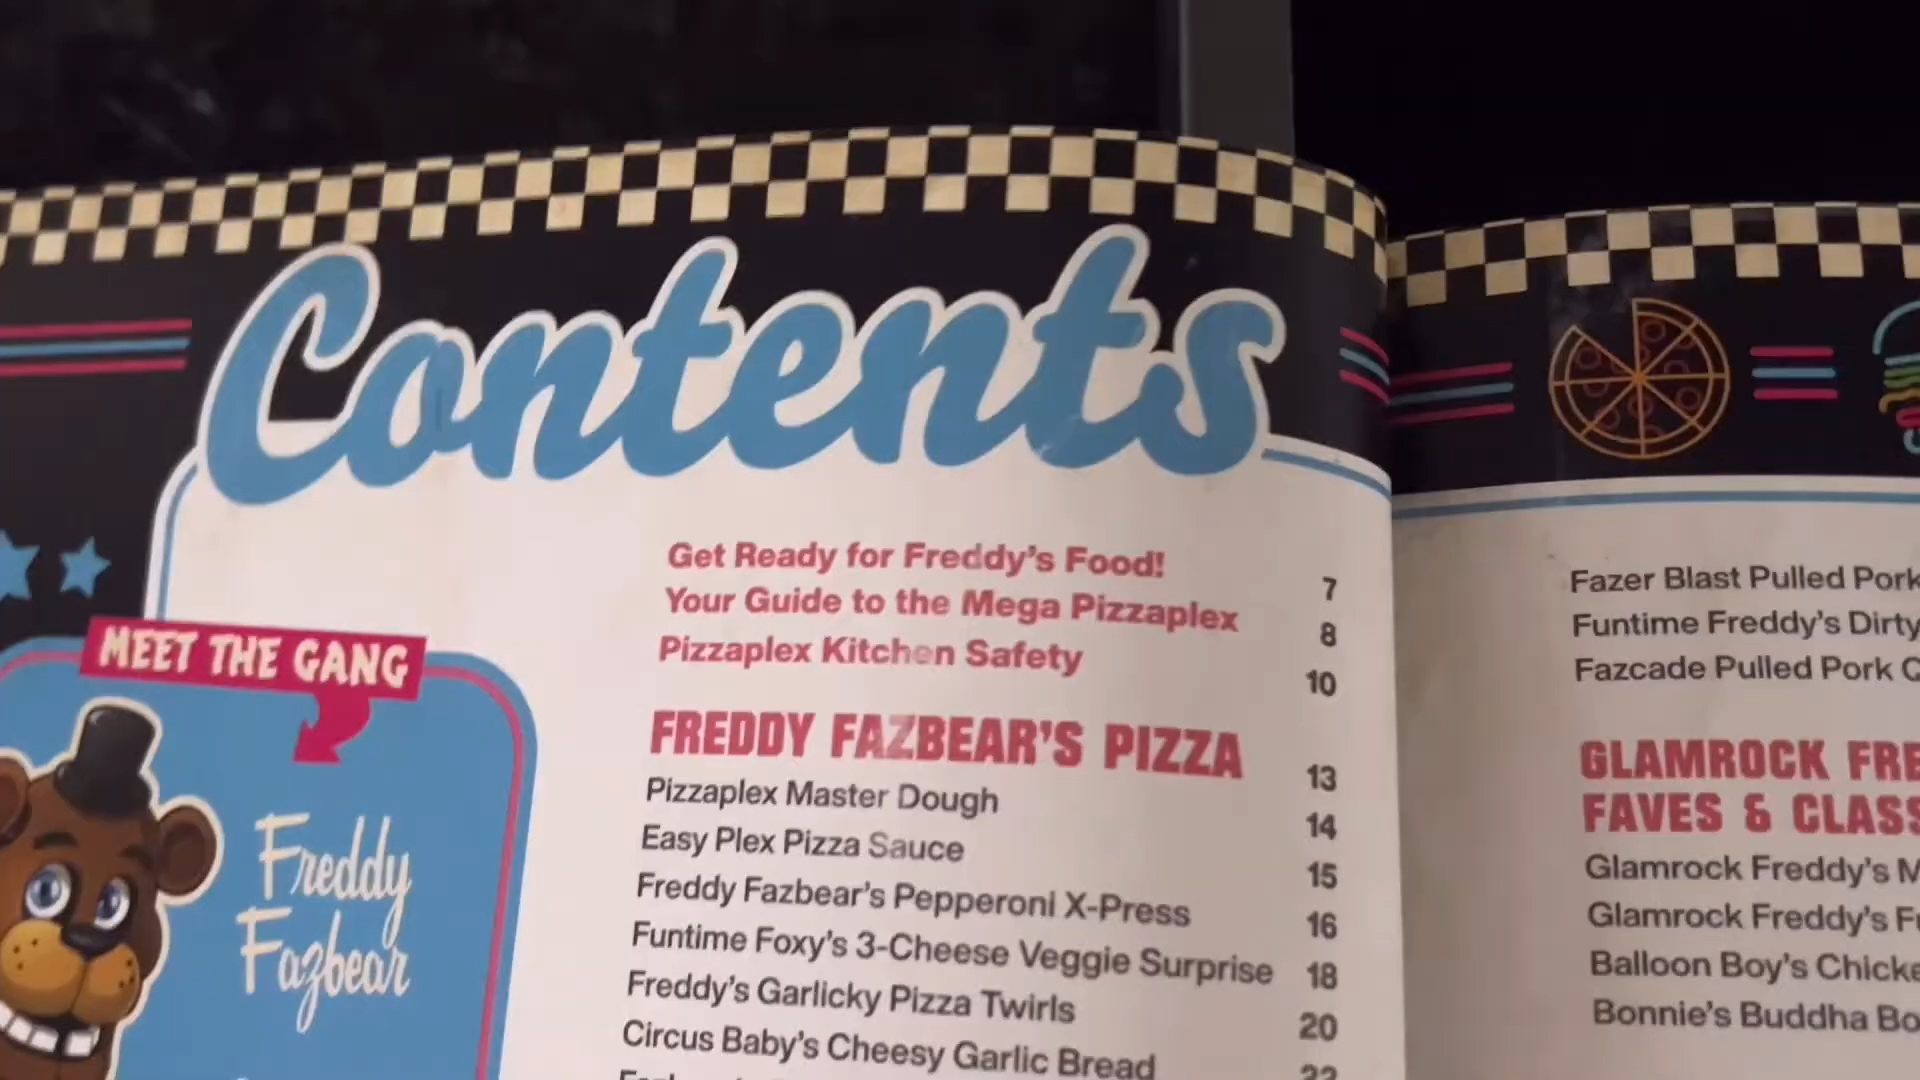 Contents
Get Ready for Freddy's Food! 7
Your Guide to the Mega Pizzaplex 8
Pizzaplex Kitchen Safety 10
FREDDY FAZBEAR'S PIZZA 13
Pizzaplex Master Dough 14
Easy Plex Pizza Sauce 15
Freddy Fazbear's Pepperoni X-Press 16
Funtime Foxy's 3-Cheese Veggie Surprise 18
Freddy's Garlicky Pizza Twirls 20
Circus Baby's Cheesy Garlic Bread 22
MEET THE GANG
Freddy
Fazbear
Fazer Blast Pulled Pork
Funtime Freddy's Dirty
Fazcade Pulled Pork
GLAMROCK
FAVES &
Glamrock Freddy's
Glamrock Freddy's
Balloon Boy's
Bonnie's Buddha